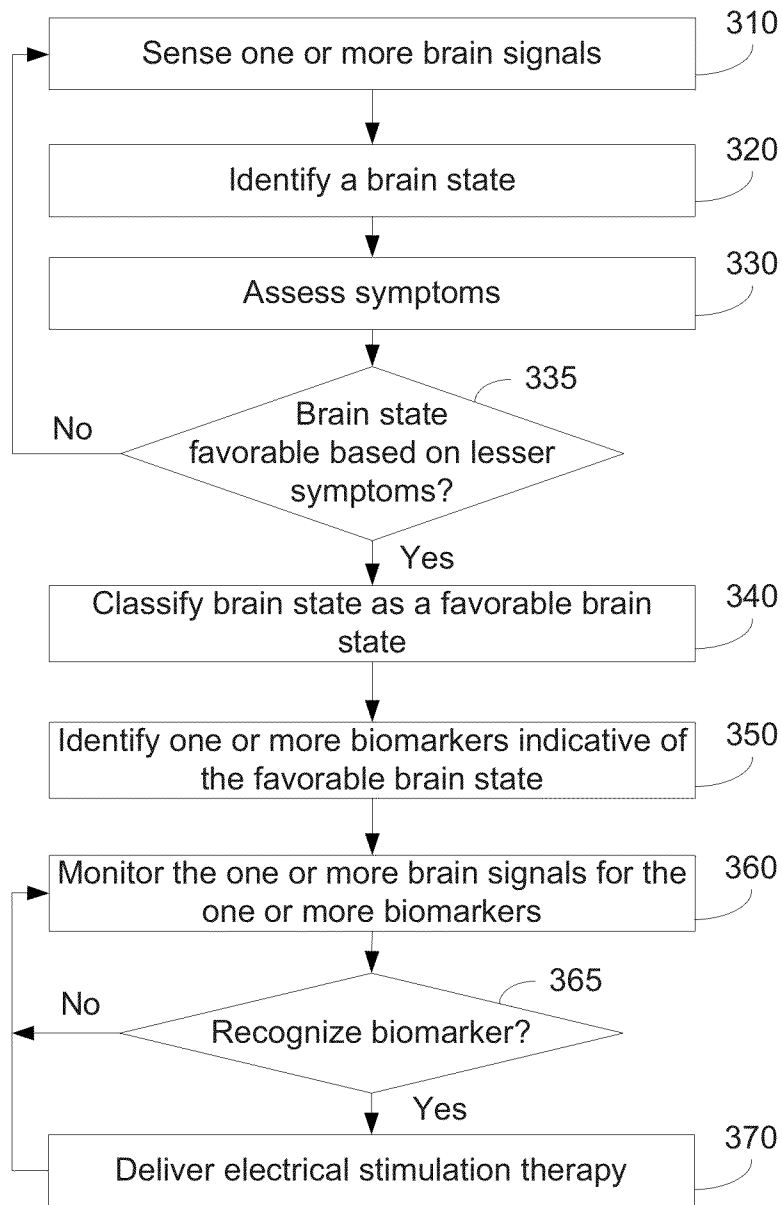 310
Sense one or more brain signals
320
Identify a brain state
330
Assess symptoms
335
Brain state
favorable based on lesser
symptoms?
No
Yes
340
Classify brain state as a favorable brain
state
350
Identify one or more biomarkers indicative of
the favorable brain state
360
Monitor the one or more brain signals for the
one or more biomarkers
365
No
Recognize biomarker?
Yes
370
Deliver electrical stimulation therapy